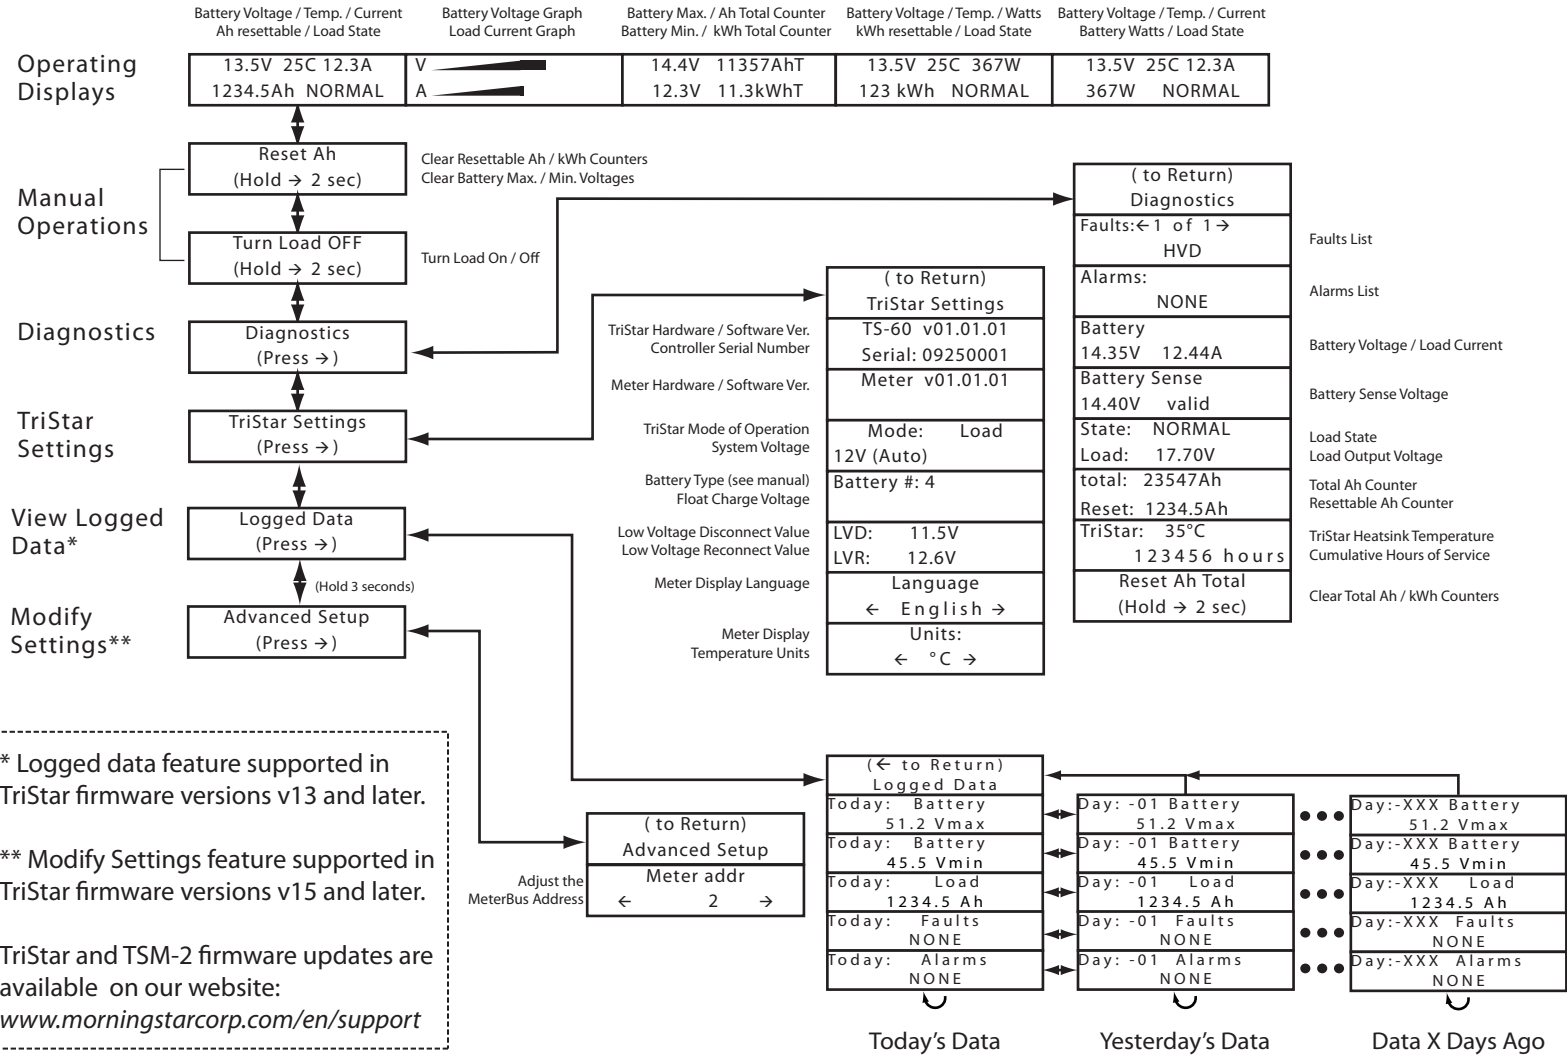 Battery Voltage / Temp. / Current
Ah resettable / Load State
Battery Voltage Graph
Load Current Graph
Battery Max. / Ah Total Counter
Battery Min. / kWh Total Counter
Battery Voltage / Temp. / Watts
kWh resettable / Load State
Battery Voltage / Temp. / Current
Battery Watts / Load State
Operating
Displays
13.5V 25C 12.3A
1234.5Ah NORMAL
V
A
14.4V 11357AhT
12.3V 11.3kWhT
13.5V 25C 367W
123 kWh NORMAL
13.5V 25C 12.3A
367W NORMAL
Manual
Operations
Reset Ah
(Hold → 2 sec)
Clear Resettable Ah / kWh Counters
Clear Battery Max. / Min. Voltages
Turn Load OFF
(Hold → 2 sec)
Turn Load On / Off
Diagnostics
Diagnostics
(Press →)
TriStar
Settings
TriStar Settings
(Press →)
View Logged
Data*
Logged Data
(Press →)
(Hold 3 seconds)
Modify
Settings**
Advanced Setup
(Press →)
( to Return)
TriStar Settings
TriStar Hardware / Software Ver.
Controller Serial Number
TS-60 v01.01.01
Serial: 09250001
Meter Hardware / Software Ver.
Meter v01.01.01
TriStar Mode of Operation
System Voltage
Mode: Load
12V (Auto)
Battery Type (see manual)
Float Charge Voltage
Battery #: 4
Low Voltage Disconnect Value
Low Voltage Reconnect Value
LVD: 11.5V
LVR: 12.6V
Meter Display Language
Language
← English →
Meter Display
Temperature Units
Units:
← °C →
( to Return)
Diagnostics
Faults:←1 of 1→
HVD
Faults List
Alarms:
NONE
Alarms List
Battery
14.35V 12.44A
Battery Voltage / Load Current
Battery Sense
14.40V valid
Battery Sense Voltage
State: NORMAL
Load: 17.70V
Load State
Load Output Voltage
total: 23547Ah
Reset: 1234.5Ah
Total Ah Counter
Resettable Ah Counter
TriStar: 35°C
123456 hours
TriStar Heatsink Temperature
Cumulative Hours of Service
Reset Ah Total
(Hold → 2 sec)
Clear Total Ah / kWh Counters
* Logged data feature supported in
TriStar firmware versions v13 and later.
** Modify Settings feature supported in
TriStar firmware versions v15 and later.
TriStar and TSM-2 firmware updates are
available on our website:
www.morningstarcorp.com/en/support
( to Return)
Advanced Setup
Adjust the
MeterBus Address
Meter addr
← 2 →
(← to Return)
Logged Data
Today: Battery
51.2 Vmax
Today: Battery
45.5 Vmin
Today: Load
1234.5 Ah
Today: Faults
NONE
Today: Alarms
NONE
Today's Data
Day: -01 Battery
51.2 Vmax
Day: -01 Battery
45.5 Vmin
Day: -01 Load
1234.5 Ah
Day: -01 Faults
NONE
Day: -01 Alarms
NONE
Yesterday's Data
Day:-XXX Battery
51.2 Vmax
Day:-XXX Battery
45.5 Vmin
Day:-XXX Load
1234.5 Ah
Day:-XXX Faults
NONE
Day:-XXX Alarms
NONE
Data X Days Ago